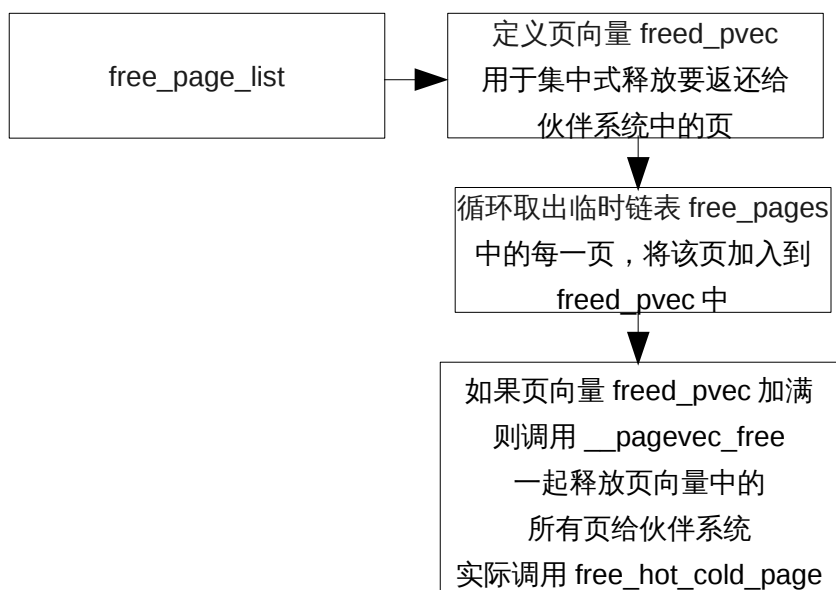 free_page_list
定义页向量 freed_pvec
用于集中式释放要返还给
伙伴系统中的页
循环取出临时链表 free_pages
中的每一页，将该页加入到
freed_pvec 中
如果页向量 freed_pvec 加满
则调用 __pagevec_free
一起释放页向量中的
所有页给伙伴系统
实际调用 free_hot_cold_page